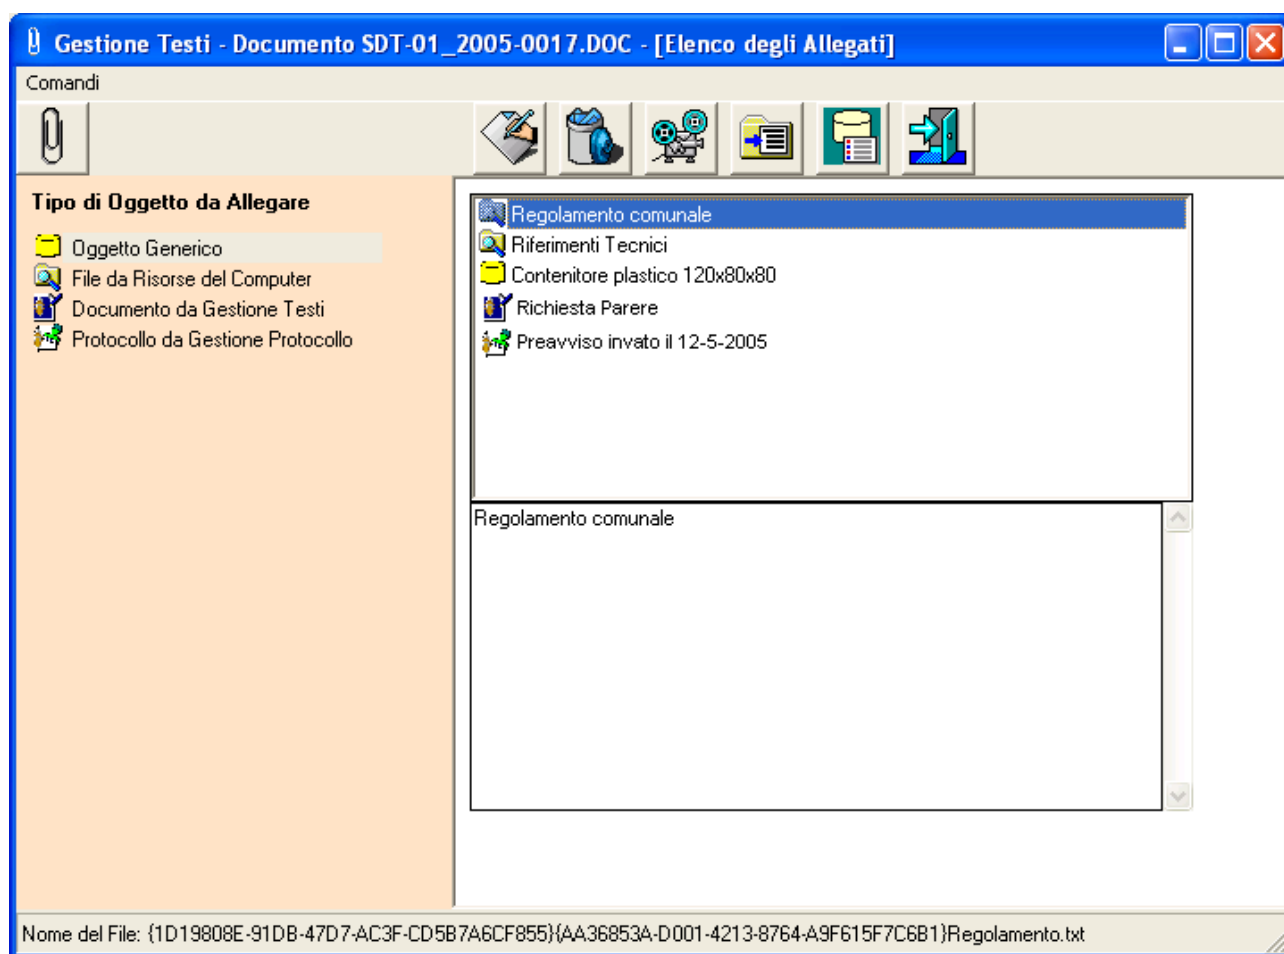 Gestione Testi - Documento SDT-01_2005-0017.DOC - [Elenco degli Allegati]
Comandi
Tipo di Oggetto da Allegare
Oggetto Generico
File da Risorse del Computer
Documento da Gestione Testi
Protocollo da Gestione Protocollo
Regolamento comunale
Riferimenti Tecnici
Contenitore plastico 120x80x80
Richiesta Parere
Preavviso invato il 12-5-2005
Regolamento comunale
Nome del File: {1D19808E-91DB-47D7-AC3F-CD5B7A6CF855}{AA36853A-D001-4213-8764-A9F615F7C6B1}Regolamento.txt